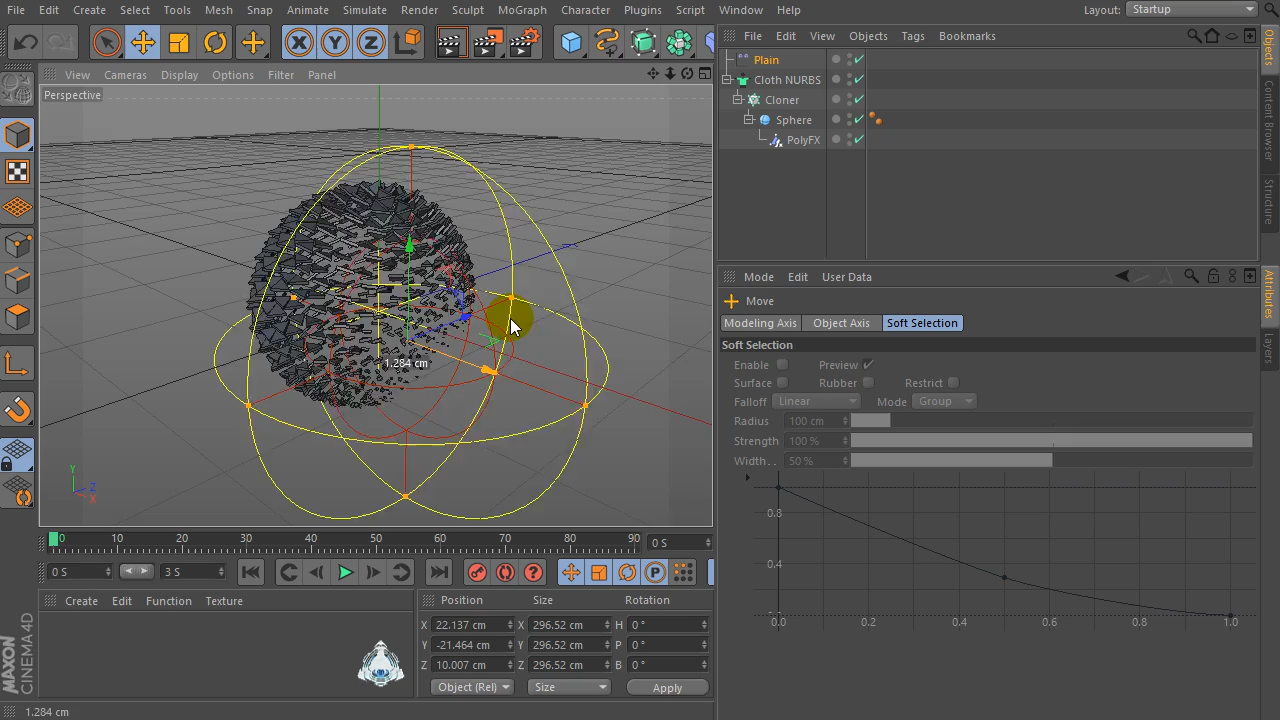 File Edit Create Select Tools Mesh Snap Animate Simulate Render Sculpt MoGraph Character Plugins Script Window Help Layout: Startup
X Y Z
File Edit View Objects Tags Bookmarks
View Cameras Display Options Filter Panel
Perspective
Plain
Cloth NURBS
Cloner
Sphere
PolyFX
Objects
Content Browser
Structure
Mode Edit User Data
Move
Modeling Axis Object Axis Soft Selection
Soft Selection
Enable Preview
Surface Rubber Restrict
Falloff Linear Mode Group
Radius 100 cm
Strength 100 %
Width.. 50 %
0.8
0.4
0.0 0.2 0.4 0.6 0.8 1.0
Attributes
Layers
1.284 cm
Y
Z
X
0 10 20 30 40 50 60 70 80 90 0 S
0 S 3 S
P
Create Edit Function Texture
Position Size Rotation
X 22.137 cm X 296.52 cm H 0 °
Y -21.464 cm Y 296.52 cm P 0 °
Z 10.007 cm Z 296.52 cm B 0 °
Object (Rel) Size Apply
MAXON
CINEMA 4D
1.284 cm